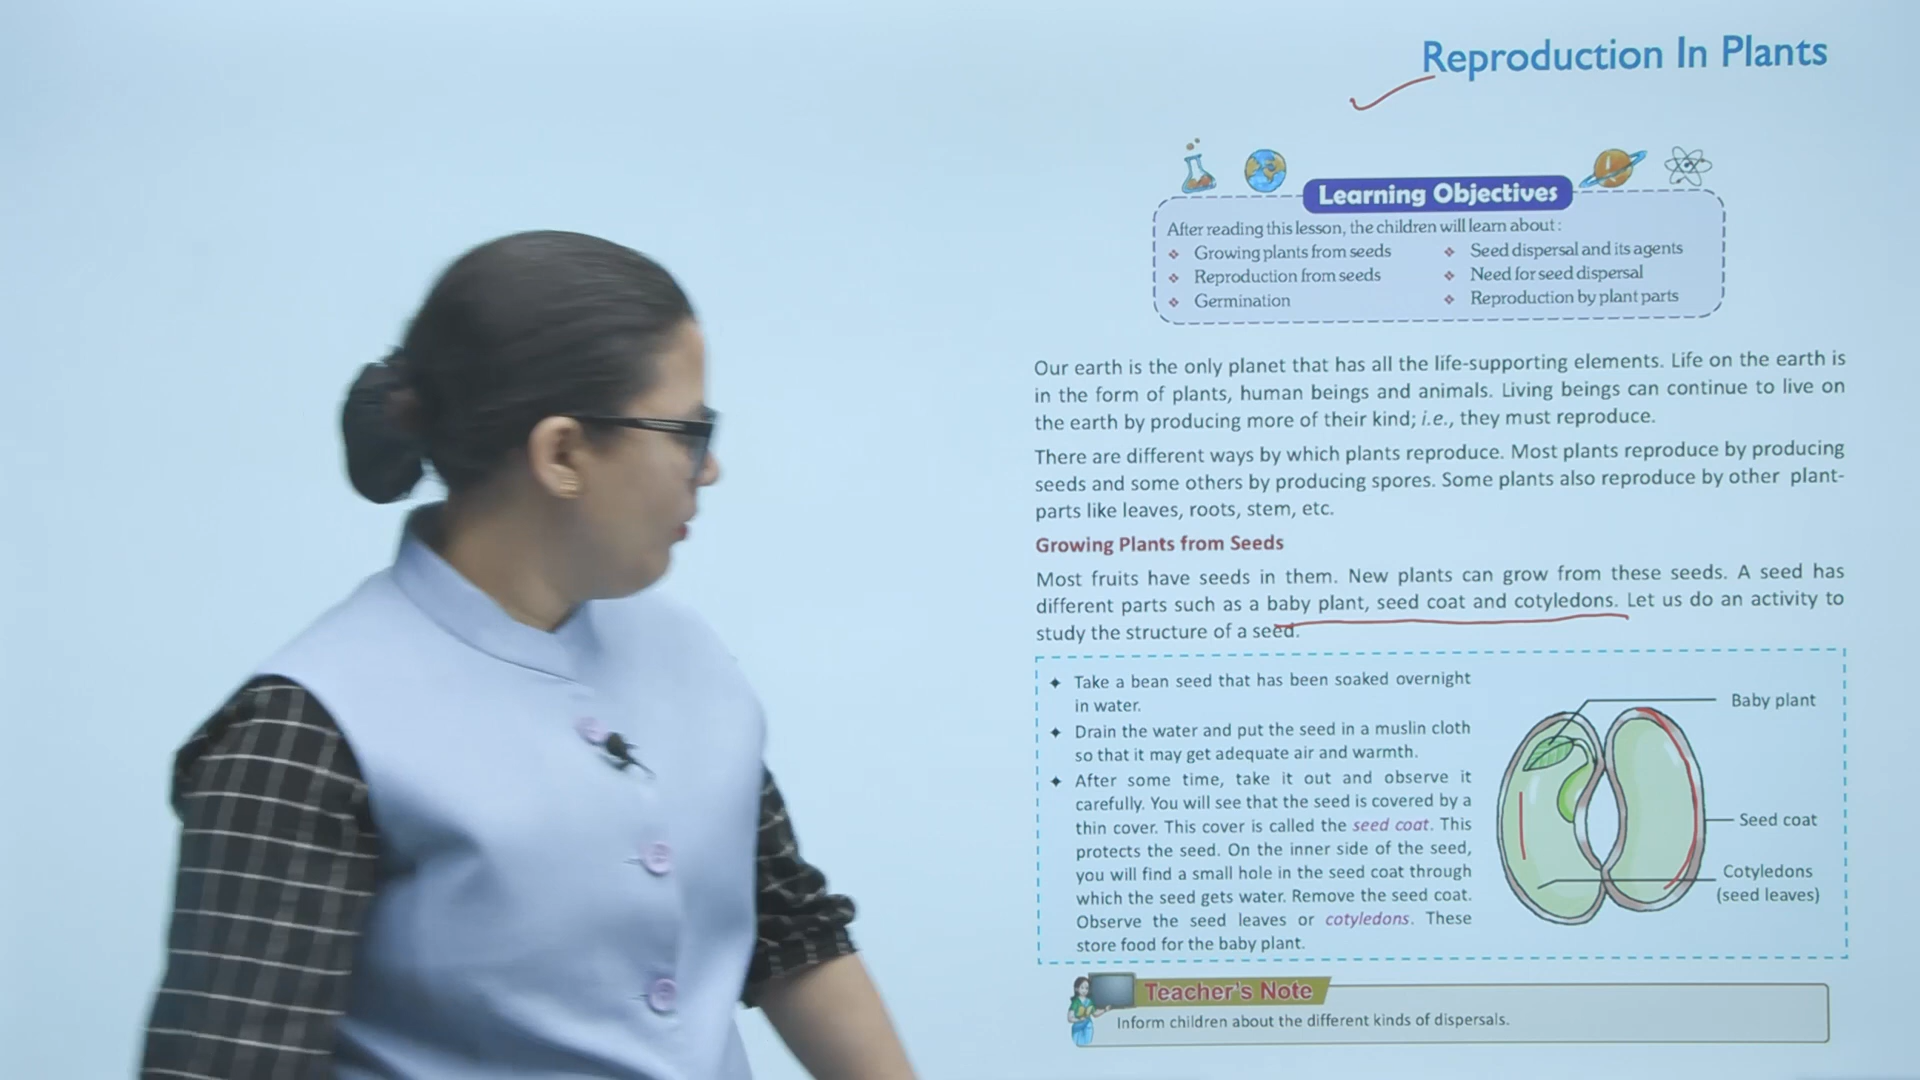 Reproduction In Plants
Learning Objectives
After reading this lesson, the children will learn about :
❖ Growing plants from seeds
❖ Reproduction from seeds
❖ Germination
❖ Seed dispersal and its agents
❖ Need for seed dispersal
❖ Reproduction by plant parts
Our earth is the only planet that has all the life-supporting elements. Life on the earth is
in the form of plants, human beings and animals. Living beings can continue to live on
the earth by producing more of their kind; i.e., they must reproduce.
There are different ways by which plants reproduce. Most plants reproduce by producing
seeds and some others by producing spores. Some plants also reproduce by other plant-
parts like leaves, roots, stem, etc.
Growing Plants from Seeds
Most fruits have seeds in them. New plants can grow from these seeds. A seed has
different parts such as a baby plant, seed coat and cotyledons. Let us do an activity to
study the structure of a seed.
✦ Take a bean seed that has been soaked overnight
in water.
✦ Drain the water and put the seed in a muslin cloth
so that it may get adequate air and warmth.
✦ After some time, take it out and observe it
carefully. You will see that the seed is covered by a
thin cover. This cover is called the seed coat. This
protects the seed. On the inner side of the seed,
you will find a small hole in the seed coat through
which the seed gets water. Remove the seed coat.
Observe the seed leaves or cotyledons. These
store food for the baby plant.
Baby plant
Seed coat
Cotyledons
(seed leaves)
Teacher's Note
Inform children about the different kinds of dispersals.